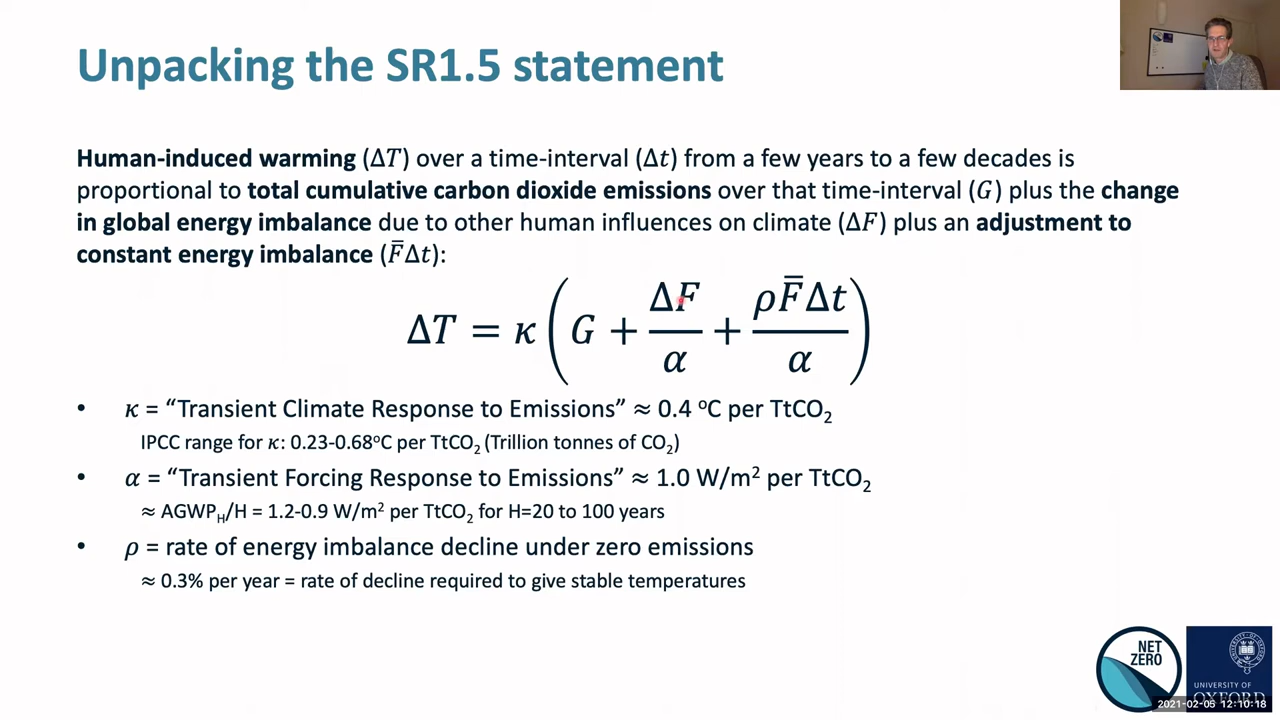 Unpacking the SR1.5 statement
Human-induced warming (ΔT) over a time-interval (Δt) from a few years to a few decades is
proportional to total cumulative carbon dioxide emissions over that time-interval (G) plus the change
in global energy imbalance due to other human influences on climate (ΔF) plus an adjustment to
constant energy imbalance (F̅Δt):
ΔT = κ(G + ΔF/α + ρF̅Δt/α)
• κ = “Transient Climate Response to Emissions” ≈ 0.4 °C per TtCO₂
IPCC range for κ: 0.23-0.68°C per TtCO₂ (Trillion tonnes of CO₂)
• α = “Transient Forcing Response to Emissions” ≈ 1.0 W/m² per TtCO₂
≈ AGWP_H/H = 1.2-0.9 W/m² per TtCO₂ for H=20 to 100 years
• ρ = rate of energy imbalance decline under zero emissions
≈ 0.3% per year = rate of decline required to give stable temperatures
NET
ZERO
UNIVERSITY OF
OXFORD
2021-02-05 12:10:18